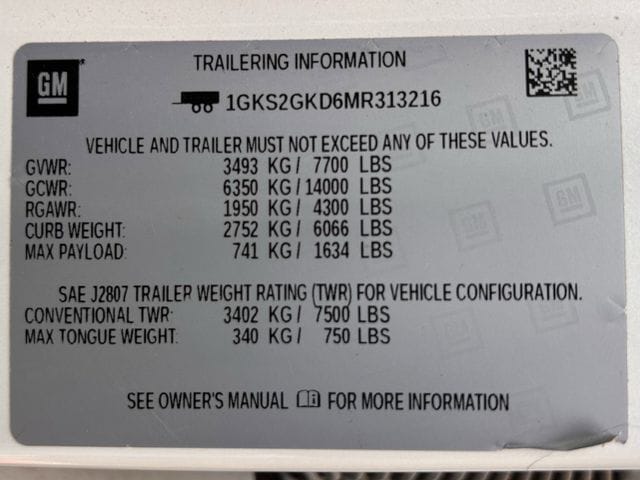 GM
TRAILERING INFORMATION
1GKS2GKD6MR313216
VEHICLE AND TRAILER MUST NOT EXCEED ANY OF THESE VALUES.
GVWR: 3493 KG / 7700 LBS
GCWR: 6350 KG / 14000 LBS
RGAWR: 1950 KG / 4300 LBS
CURB WEIGHT: 2752 KG / 6066 LBS
MAX PAYLOAD: 741 KG / 1634 LBS
SAE J2807 TRAILER WEIGHT RATING (TWR) FOR VEHICLE CONFIGURATION.
CONVENTIONAL TWR: 3402 KG / 7500 LBS
MAX TONGUE WEIGHT: 340 KG / 750 LBS
SEE OWNER'S MANUAL FOR MORE INFORMATION